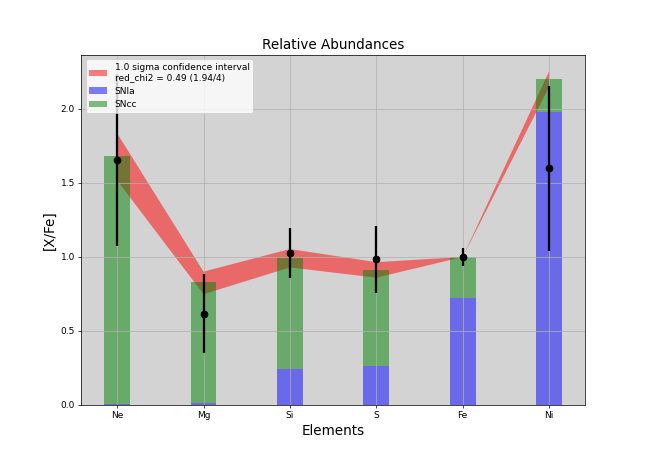 Relative Abundances
1.0 sigma confidence interval
red_chi2 = 0.49 (1.94/4)
SNIa
SNcc
[X/Fe]
2.0
1.5
1.0
0.5
0.0
Ne Mg Si S Fe Ni
Elements